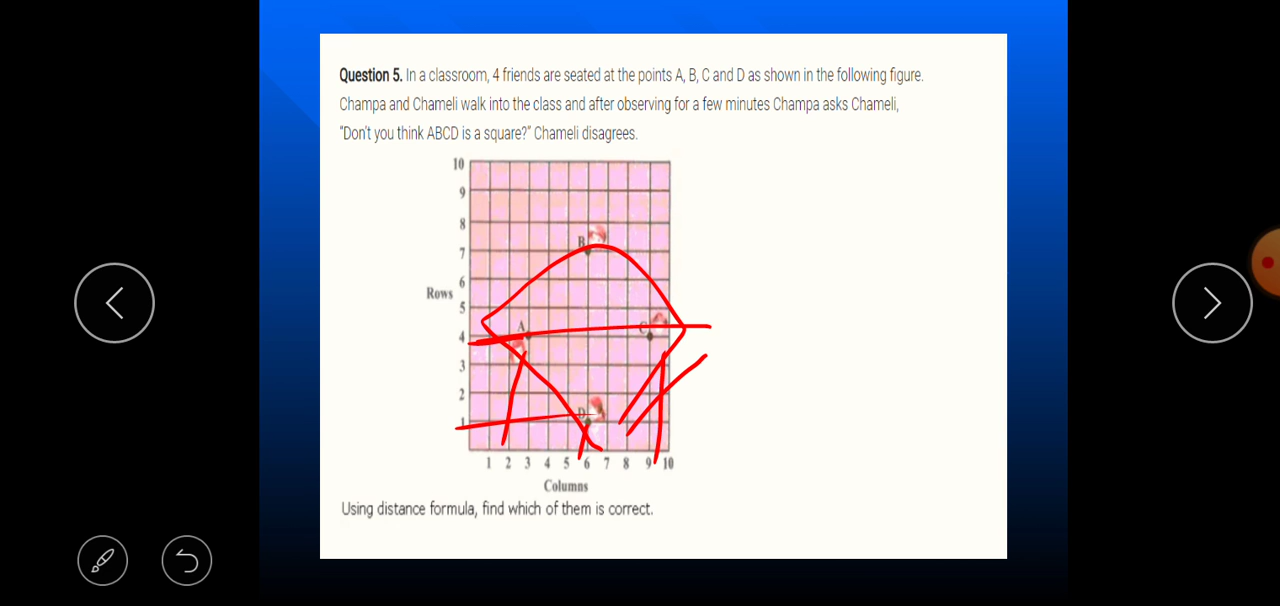 Question 5. In a classroom, 4 friends are seated at the points A, B, C and D as shown in the following figure.
Champa and Chameli walk into the class and after observing for a few minutes Champa asks Chameli,
"Don't you think ABCD is a square?" Chameli disagrees.
10
9
8
B
7
6
Rows
5
A
C
4
3
2
D
1
1 2 3 4 5 6 7 8 9 10
Columns
Using distance formula, find which of them is correct.